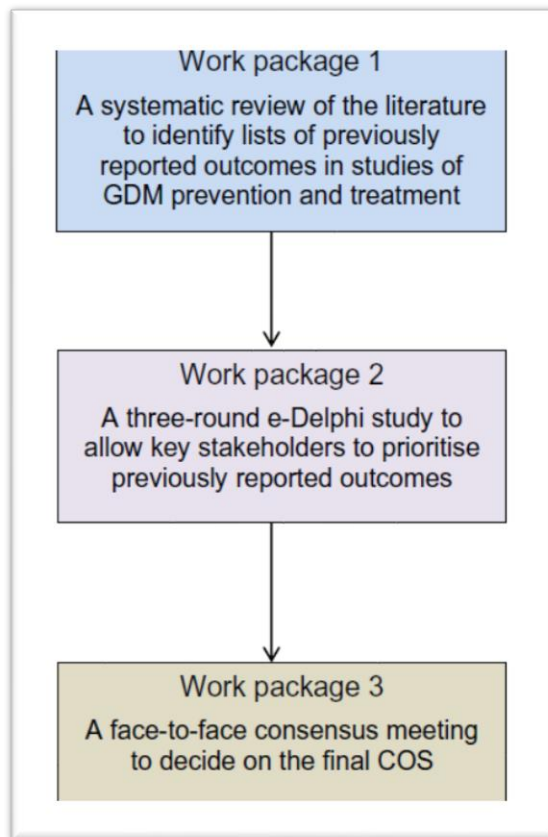 Work package 1
A systematic review of the literature
to identify lists of previously
reported outcomes in studies of
GDM prevention and treatment
Work package 2
A three-round e-Delphi study to
allow key stakeholders to prioritise
previously reported outcomes
Work package 3
A face-to-face consensus meeting
to decide on the final COS